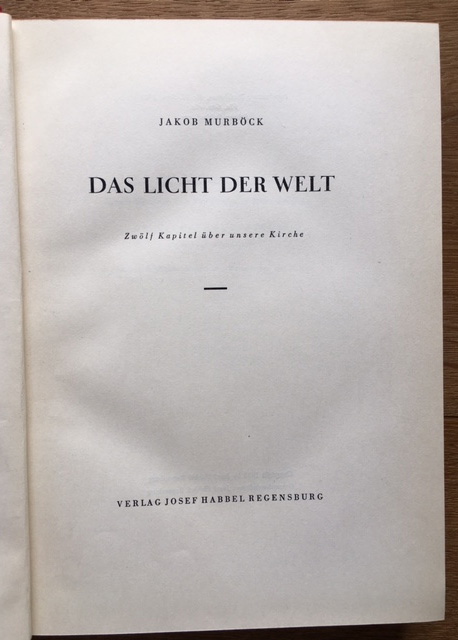 JAKOB MURBÖCK
DAS LICHT DER WELT
Zwölf Kapitel über unsere Kirche
VERLAG JOSEF HABBEL REGENSBURG